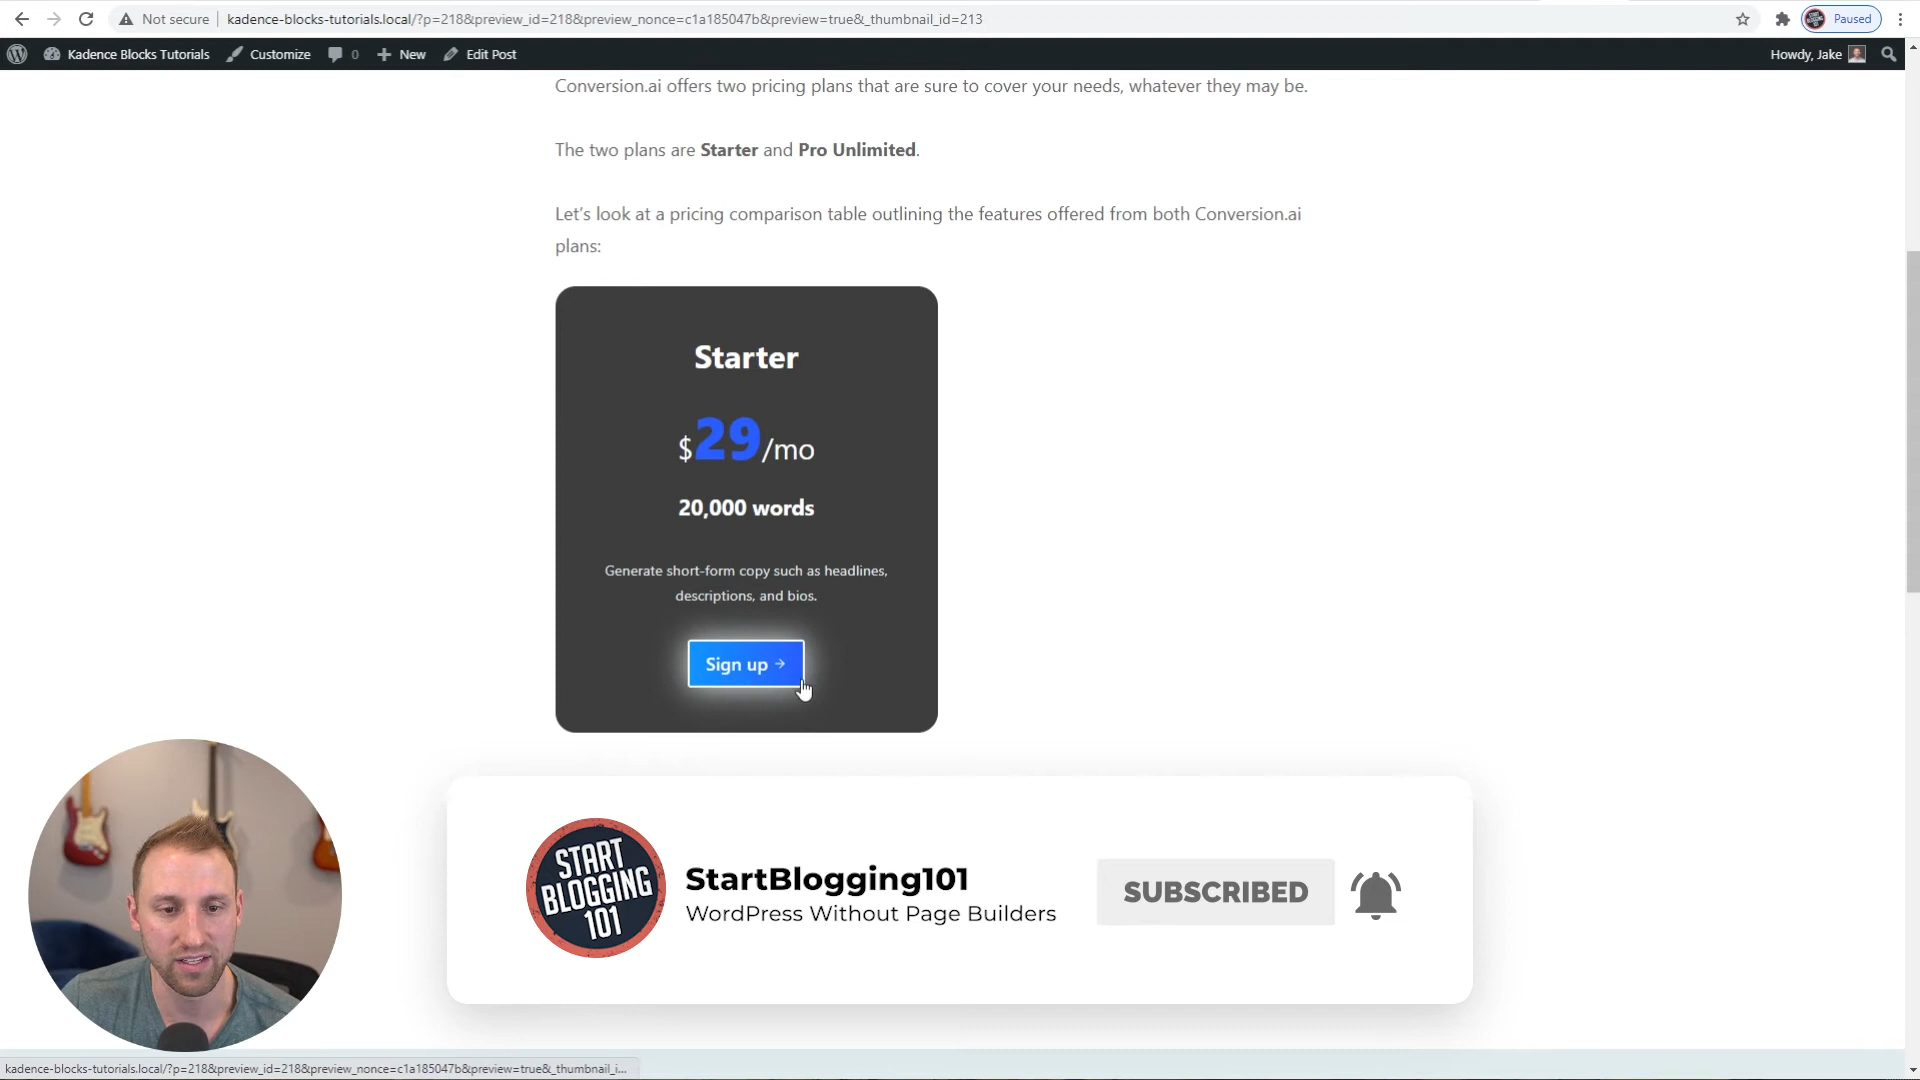 Not secure
kadence-blocks-tutorials.local/?p=218&preview_id=218&preview_nonce=c1a185047b&preview=true&_thumbnail_id=213
Paused
Kadence Blocks Tutorials
Customize
0
New
Edit Post
Howdy, Jake
Conversion.ai offers two pricing plans that are sure to cover your needs, whatever they may be.
The two plans are Starter and Pro Unlimited.
Let's look at a pricing comparison table outlining the features offered from both Conversion.ai
plans:
Starter
$29/mo
20,000 words
Generate short-form copy such as headlines,
descriptions, and bios.
Sign up →
START
BLOGGING
101
StartBlogging101
WordPress Without Page Builders
SUBSCRIBED
kadence-blocks-tutorials.local/?p=218&preview_id=218&preview_nonce=c1a185047b&preview=true&_thumbnail_i...